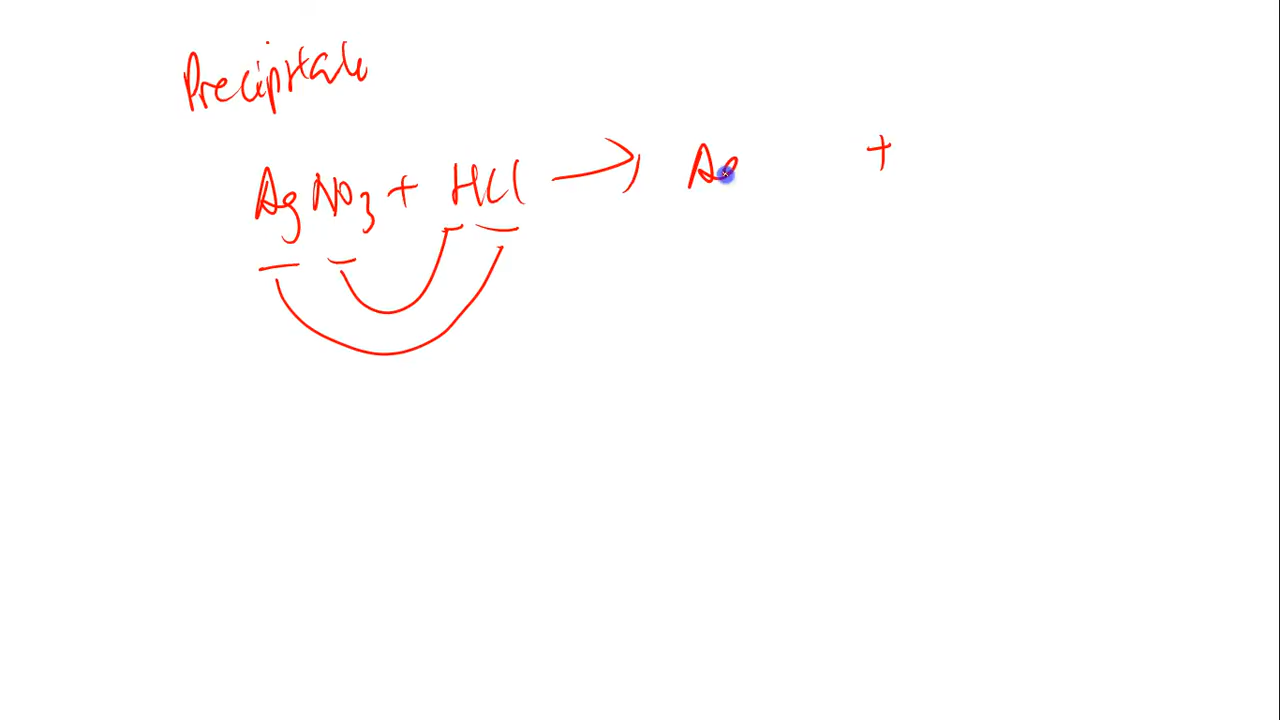 Precipitate
AgNO3 + HCl → Ag +